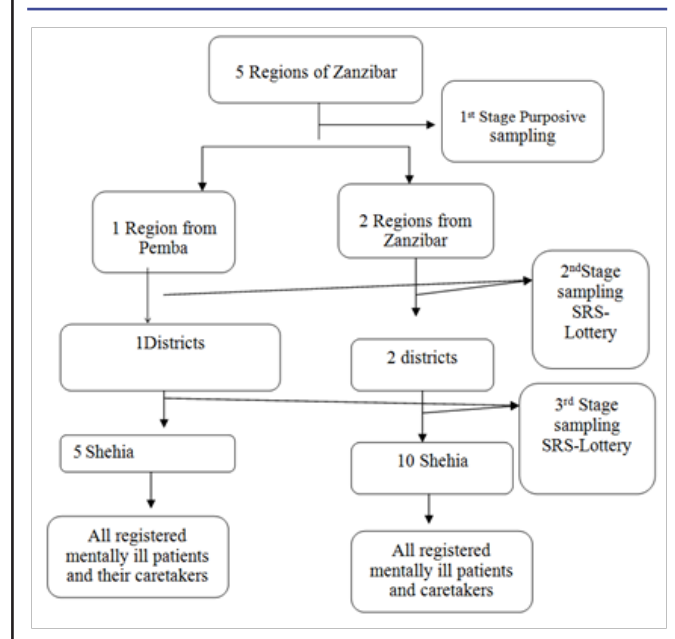 5 Regions of Zanzibar
1st Stage Purposive
sampling
1 Region from
Pemba
2 Regions from
Zanzibar
2ndStage
sampling
SRS-
Lottery
1Districts
2 districts
3rd Stage
sampling
SRS-Lottery
5 Shehia
10 Shehia
All registered
mentally ill patients
and their caretakers
All registered
mentally ill patients
and caretakers